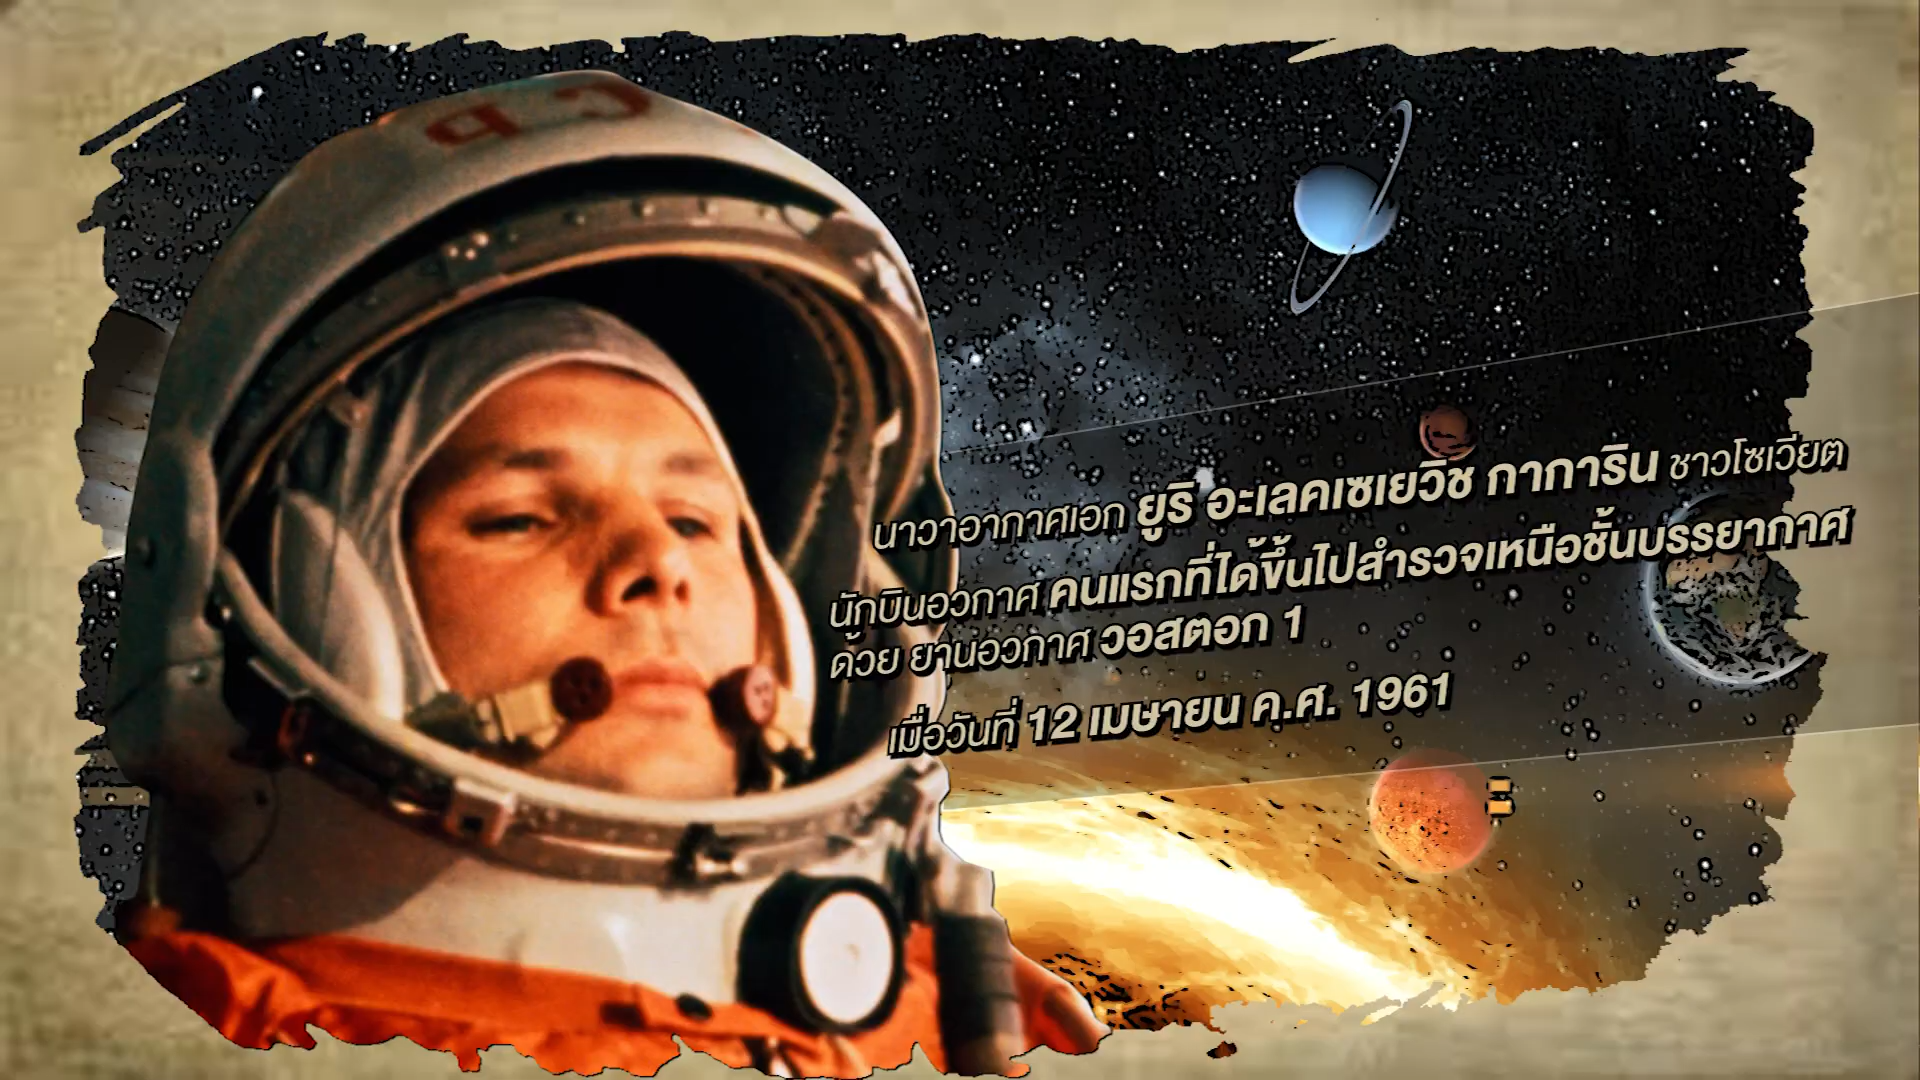 СР
นาวาอากาศเอก ยูริ อะเลคเซเยวิช กาการิน ชาวโซเวียต
นักบินอวกาศ คนแรกที่ได้ขึ้นไปสำรวจเหนือชั้นบรรยากาศ
ด้วย ยานอวกาศ วอสตอก 1
เมื่อวันที่ 12 เมษายน ค.ศ. 1961